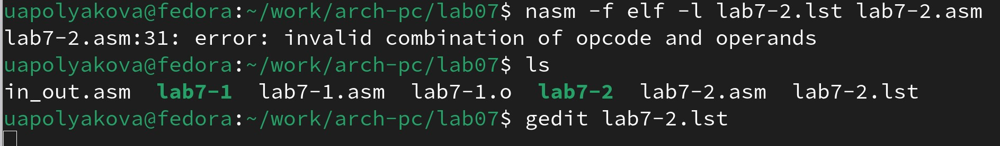 uapolyakova@fedora:~/work/arch-pc/lab07$ nasm -f elf -l lab7-2.lst lab7-2.asm
lab7-2.asm:31: error: invalid combination of opcode and operands
uapolyakova@fedora:~/work/arch-pc/lab07$ ls
in_out.asm  lab7-1  lab7-1.asm  lab7-1.o  lab7-2  lab7-2.asm  lab7-2.lst
uapolyakova@fedora:~/work/arch-pc/lab07$ gedit lab7-2.lst